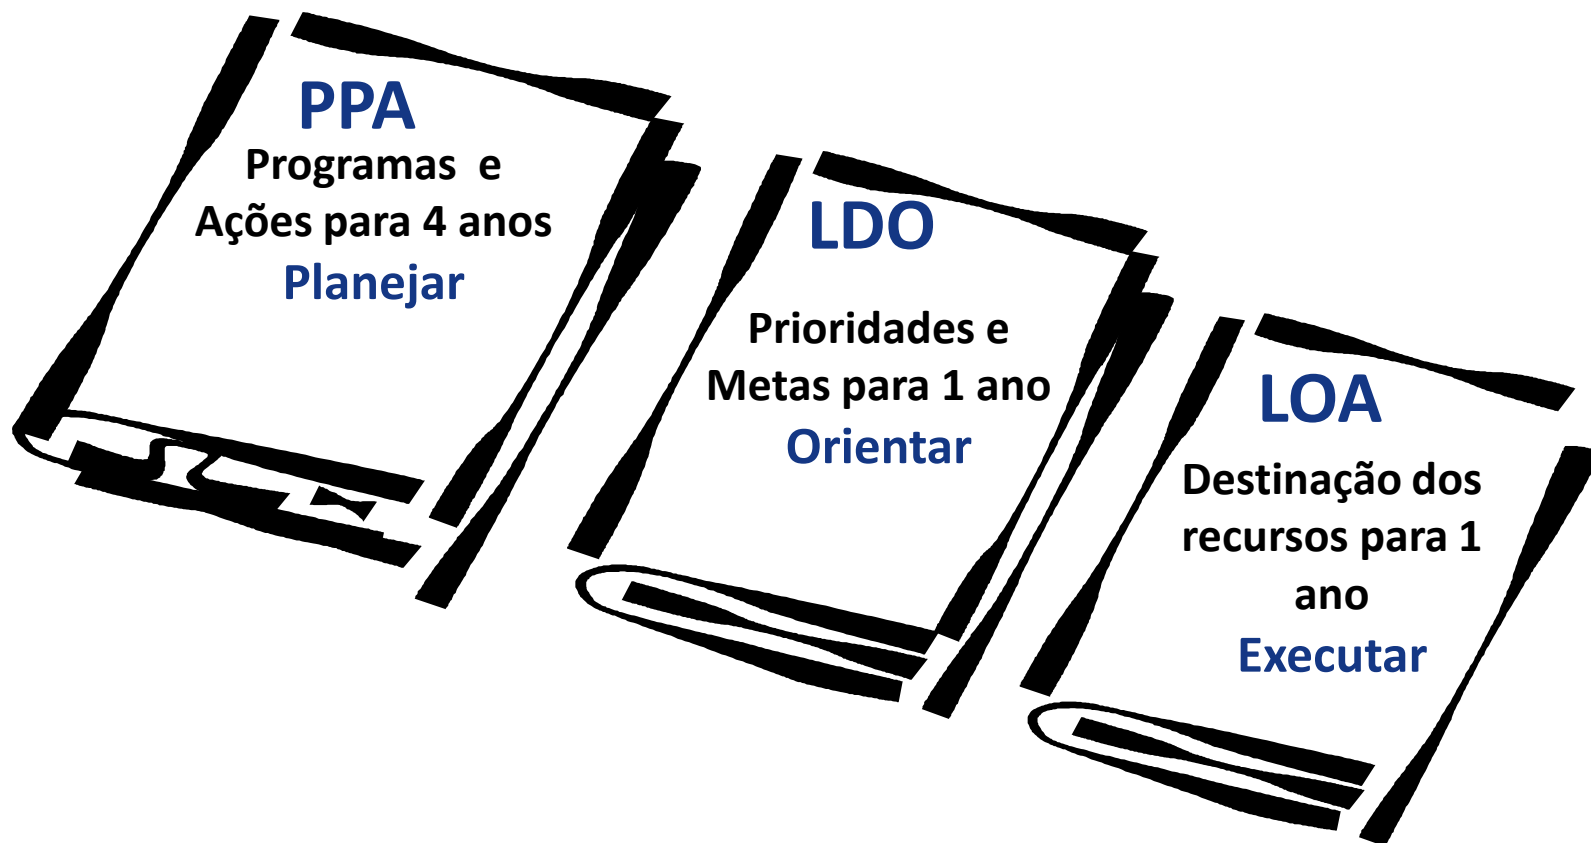 PPA
Programas e
Ações para 4 anos
Planejar
LDO
Prioridades e
Metas para 1 ano
Orientar
LOA
Destinação dos
recursos para 1
ano
Executar